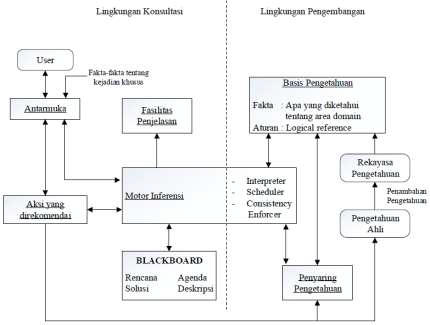 Lingkungan Konsultasi
Lingkungan Pengembangan
User
Fakta-fakta tentang
kejadian khusus
Antarmuka
Fasilitas
Penjelasan
Basis Pengetahuan
Fakta : Apa yang diketahui
tentang area domain
Aturan : Logical reference
Rekayasa
Pengetahuan
Motor Inferensi
- Interpreter
- Scheduler
- Consistency
Enforcer
Penambahan
Pengetahuan
Aksi yang
direkomendai
Pengetahuan
Ahli
BLACKBOARD
Rencana Agenda
Solusi Deskripsi
Penyaring
Pengetahuan